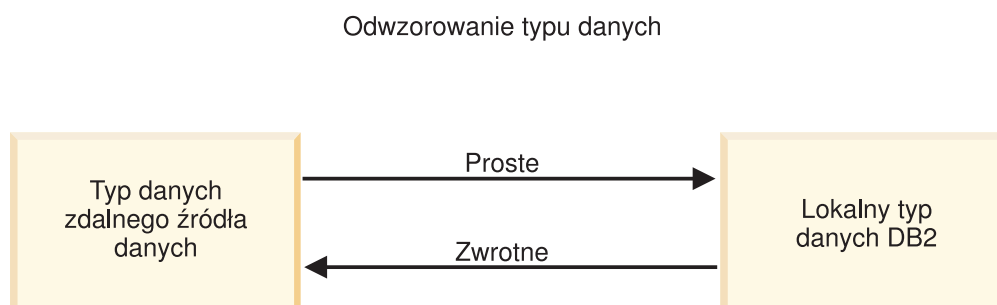 Odwzorowanie typu danych
Typ danych
zdalnego źródła
danych
Proste
Zwrotne
Lokalny typ
danych DB2